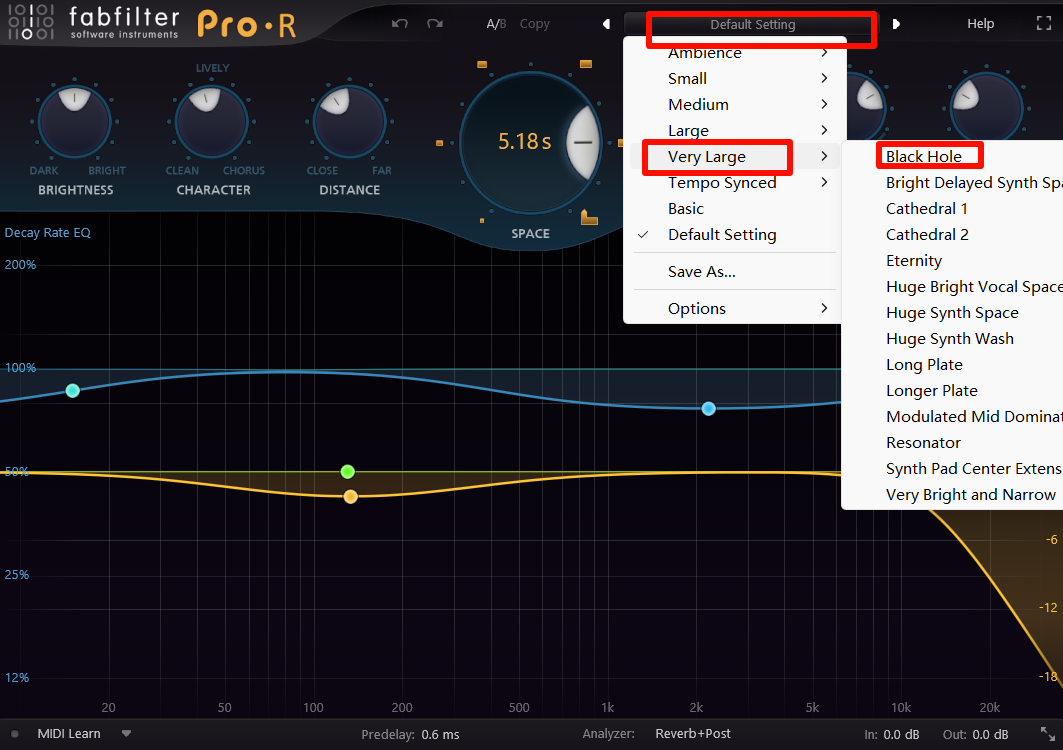 fabfilter
software instruments
Pro·R
A/B Copy
Default Setting
Help
LIVELY
DARK BRIGHT
BRIGHTNESS
CLEAN CHORUS
CHARACTER
CLOSE FAR
DISTANCE
5.18s
SPACE
Ambience
Small
Medium
Large
Very Large
Tempo Synced
Basic
Default Setting
Save As...
Options
Black Hole
Bright Delayed Synth Spa
Cathedral 1
Cathedral 2
Eternity
Huge Bright Vocal Space
Huge Synth Space
Huge Synth Wash
Long Plate
Longer Plate
Modulated Mid Dominat
Resonator
Synth Pad Center Extens
Very Bright and Narrow
Decay Rate EQ
200%
100%
50%
25%
12%
-6
-12
-18
20 50 100 200 500 1k 2k 5k 10k 20k
MIDI Learn
Predelay: 0.6 ms
Analyzer: Reverb+Post
In: 0.0 dB Out: 0.0 dB